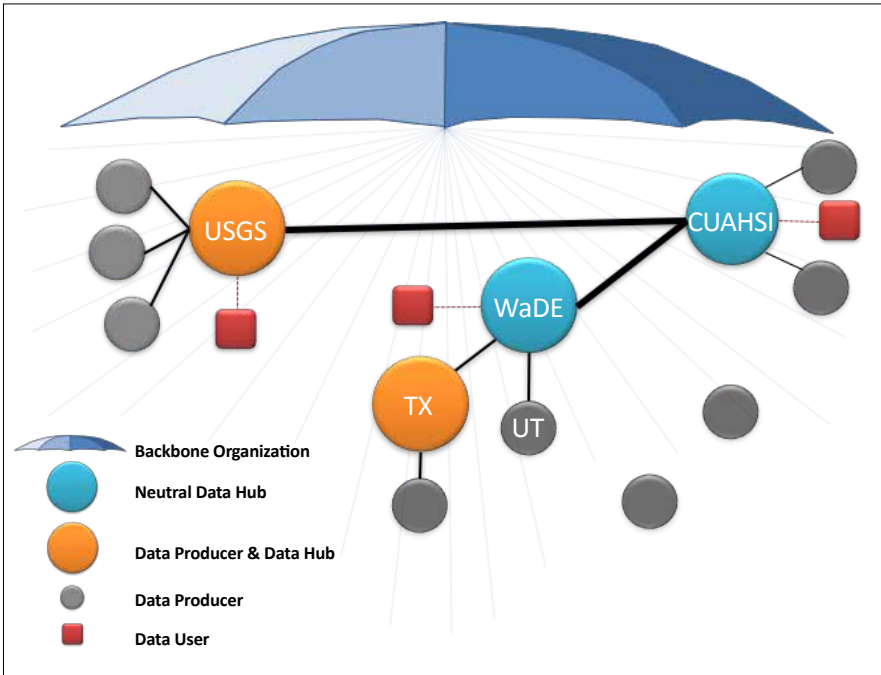 USGS
CUAHSI
WaDE
TX
UT
Backbone Organization
Neutral Data Hub
Data Producer & Data Hub
Data Producer
Data User